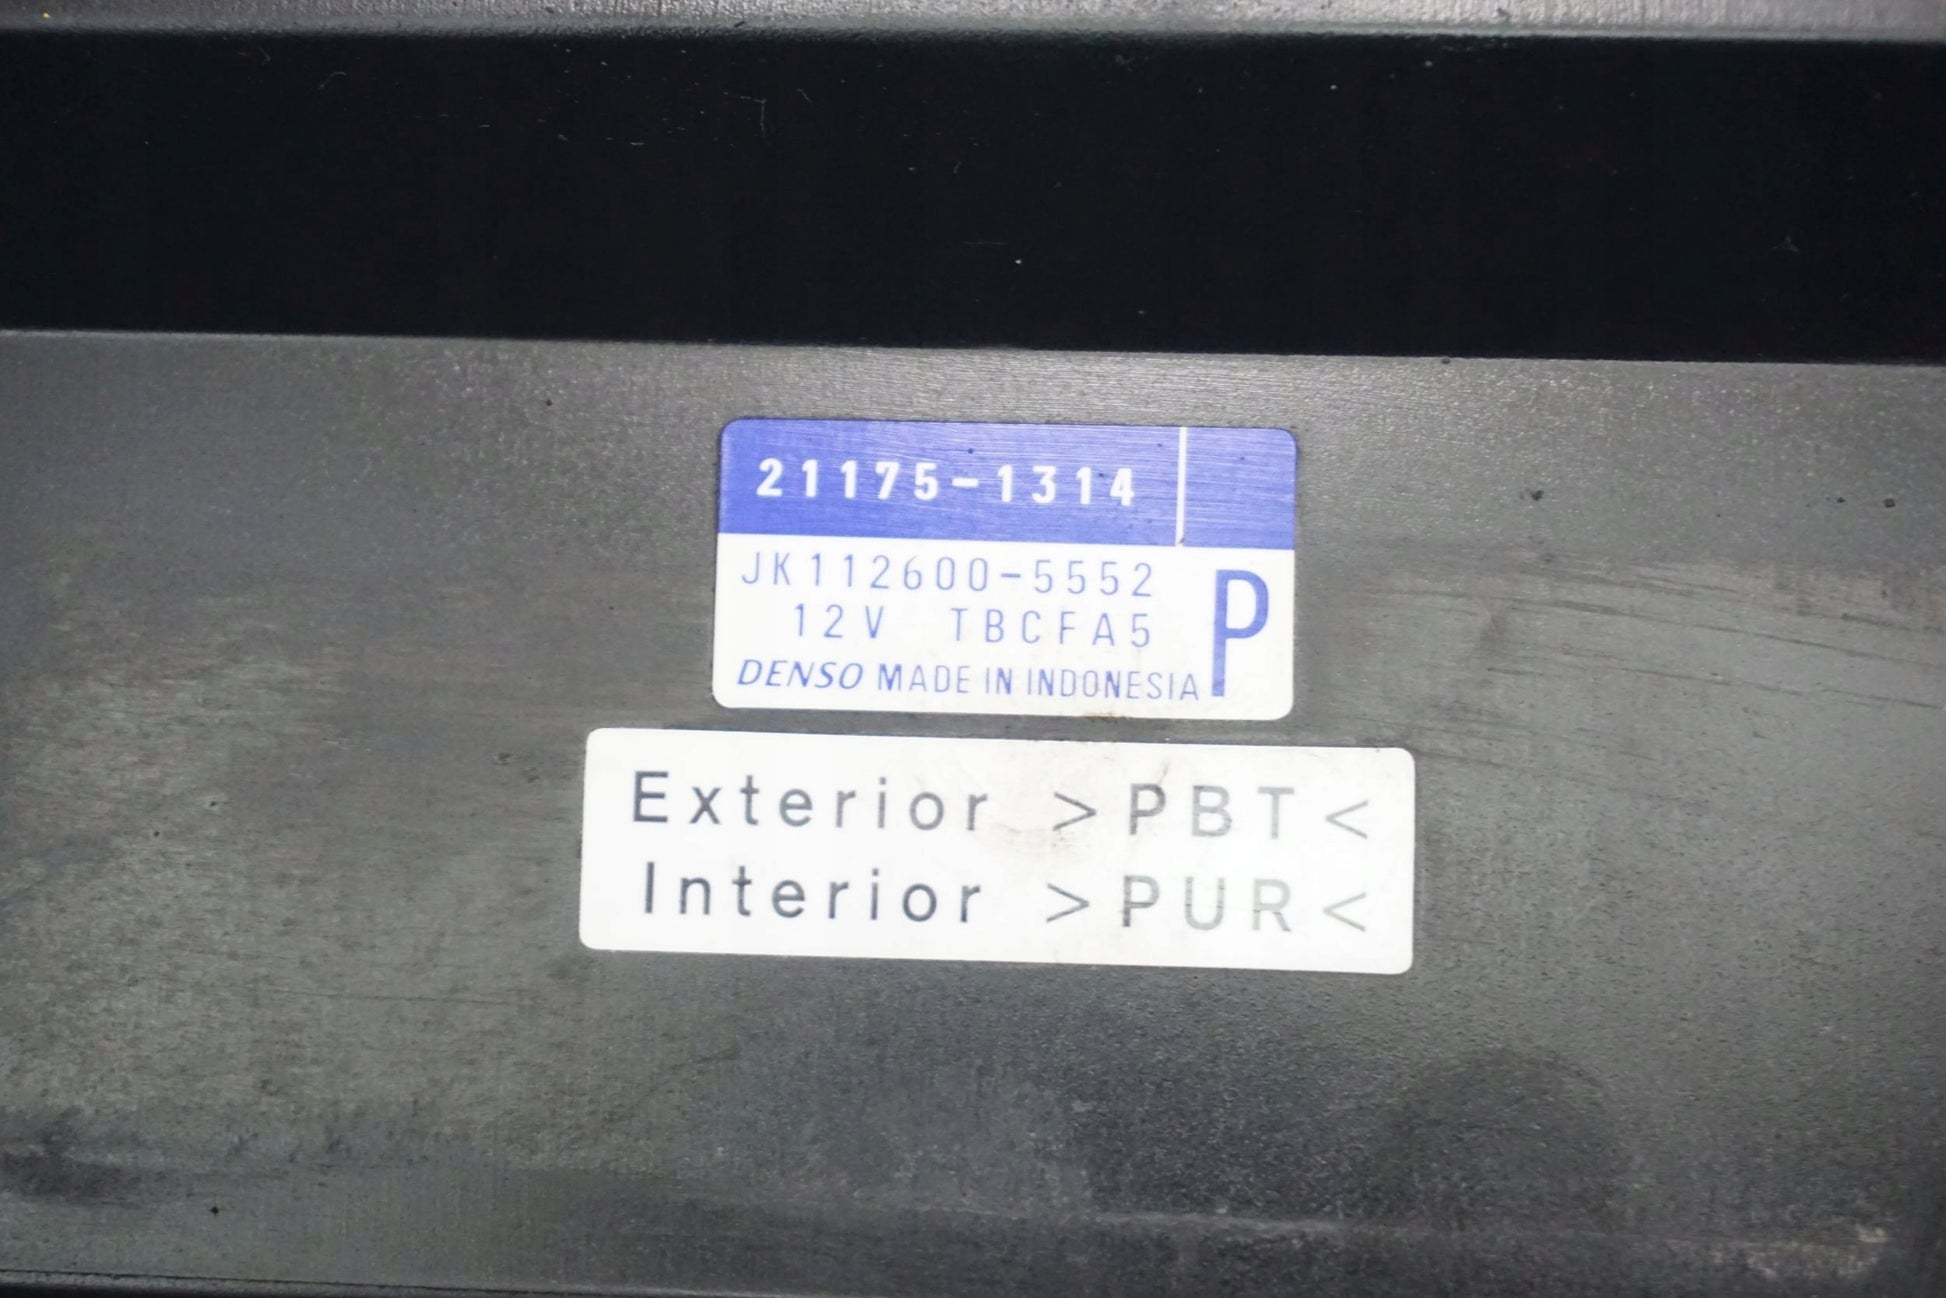 21175-1314
JK112600-5552
12V TBCFA5
P
DENSO MADE IN INDONESIA
Exterior >PBT<
Interior >PUR<